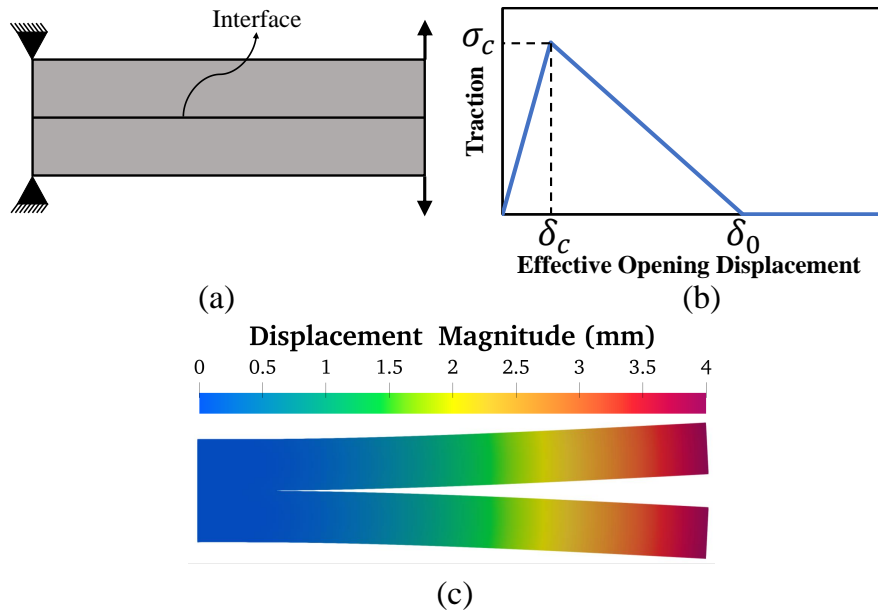 Interface
(a)
σc
Traction
δc
δ0
Effective Opening Displacement
(b)
Displacement Magnitude (mm)
0 0.5 1 1.5 2 2.5 3 3.5 4
(c)